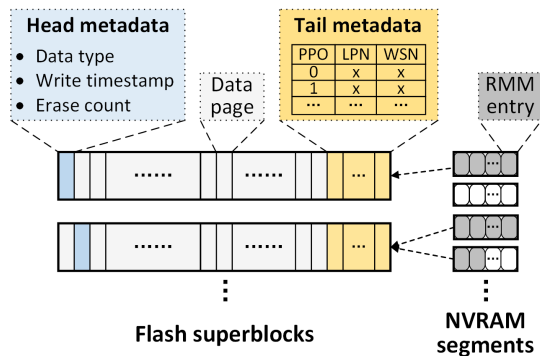 Head metadata
• Data type
• Write timestamp
• Erase count
Data
page
Tail metadata
PPO LPN WSN
0 x x
1 x x
... ... ...
RMM
entry
...... ...... ...
...
...
...... ...... ...
...
...
Flash superblocks
NVRAM
segments